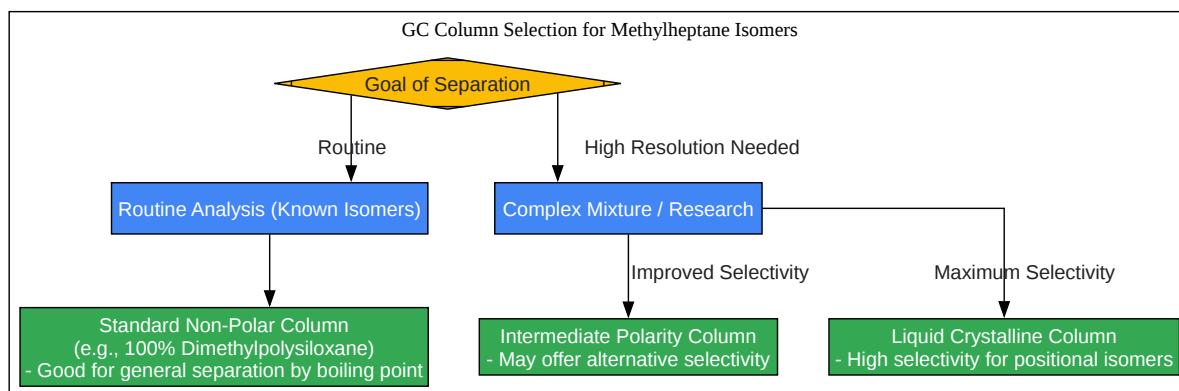 GC Column Selection for Methylheptane Isomers
Goal of Separation
Routine
High Resolution Needed
Routine Analysis (Known Isomers)
Complex Mixture / Research
Improved Selectivity
Maximum Selectivity
Standard Non-Polar Column
(e.g., 100% Dimethylpolysiloxane)
- Good for general separation by boiling point
Intermediate Polarity Column
- May offer alternative selectivity
Liquid Crystalline Column
- High selectivity for positional isomers